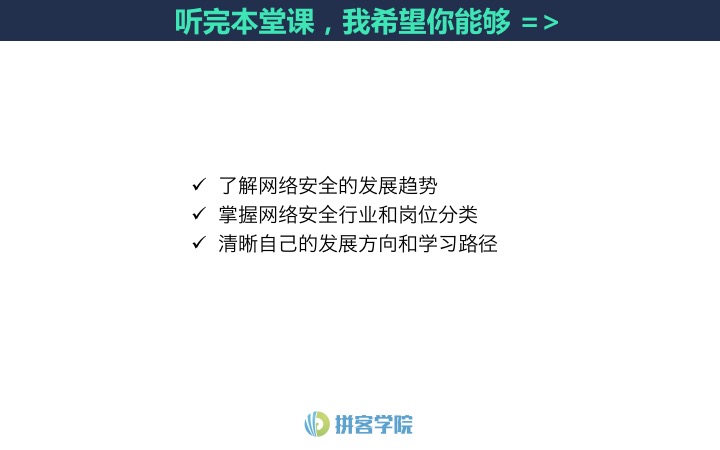 听完本堂课，我希望你能够 =>
✓ 了解网络安全的发展趋势
✓ 掌握网络安全行业和岗位分类
✓ 清晰自己的发展方向和学习路径
拼客学院